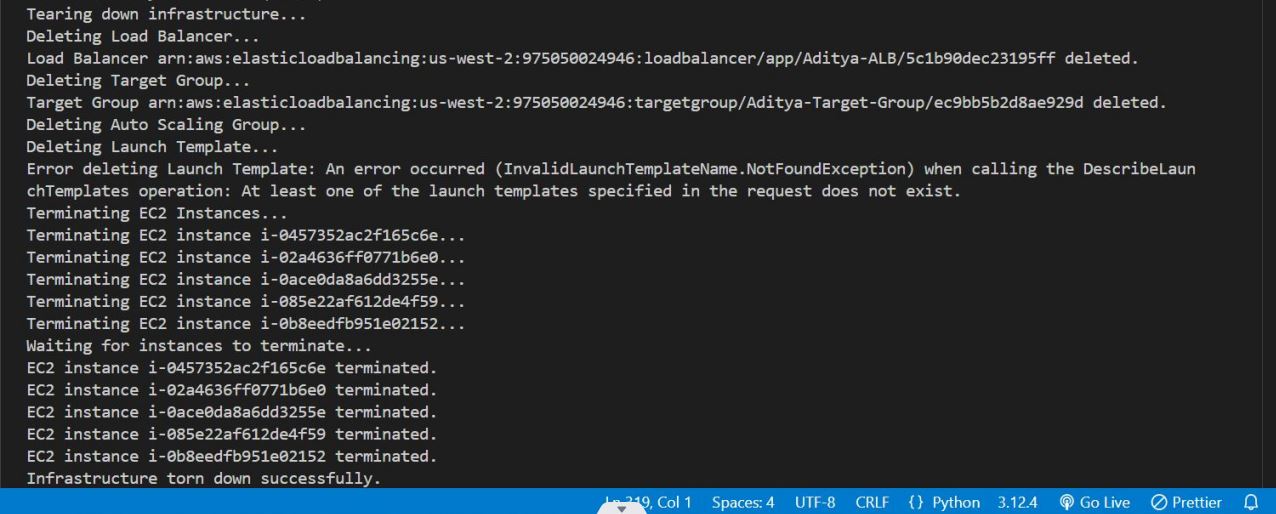 Tearing down infrastructure...
Deleting Load Balancer...
Load Balancer arn:aws:elasticloadbalancing:us-west-2:975050024946:loadbalancer/app/Aditya-ALB/5c1b90dec23195ff deleted.
Deleting Target Group...
Target Group arn:aws:elasticloadbalancing:us-west-2:975050024946:targetgroup/Aditya-Target-Group/ec9bb5b2d8ae929d deleted.
Deleting Auto Scaling Group...
Deleting Launch Template...
Error deleting Launch Template: An error occurred (InvalidLaunchTemplateName.NotFoundException) when calling the DescribeLaun
chTemplates operation: At least one of the launch templates specified in the request does not exist.
Terminating EC2 Instances...
Terminating EC2 instance i-0457352ac2f165c6e...
Terminating EC2 instance i-02a4636ff0771b6e0...
Terminating EC2 instance i-0ace0da8a6dd3255e...
Terminating EC2 instance i-085e22af612de4f59...
Terminating EC2 instance i-0b8eedfb951e02152...
Waiting for instances to terminate...
EC2 instance i-0457352ac2f165c6e terminated.
EC2 instance i-02a4636ff0771b6e0 terminated.
EC2 instance i-0ace0da8a6dd3255e terminated.
EC2 instance i-085e22af612de4f59 terminated.
EC2 instance i-0b8eedfb951e02152 terminated.
Infrastructure torn down successfully.
Ln 319, Col 1 Spaces: 4 UTF-8 CRLF {} Python 3.12.4 Go Live Prettier